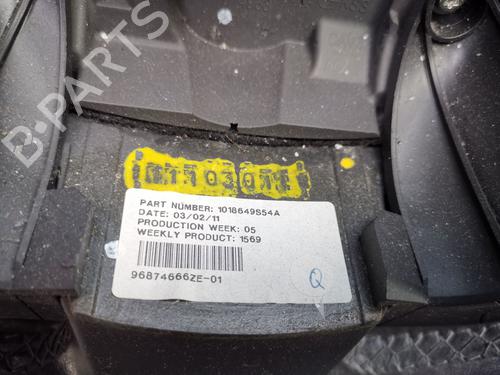 B-PARTS
PART NUMBER: 1018649S54A
DATE: 03/02/11
PRODUCTION WEEK: 05
WEEKLY PRODUCT: 1569
96874666ZE-01
Q